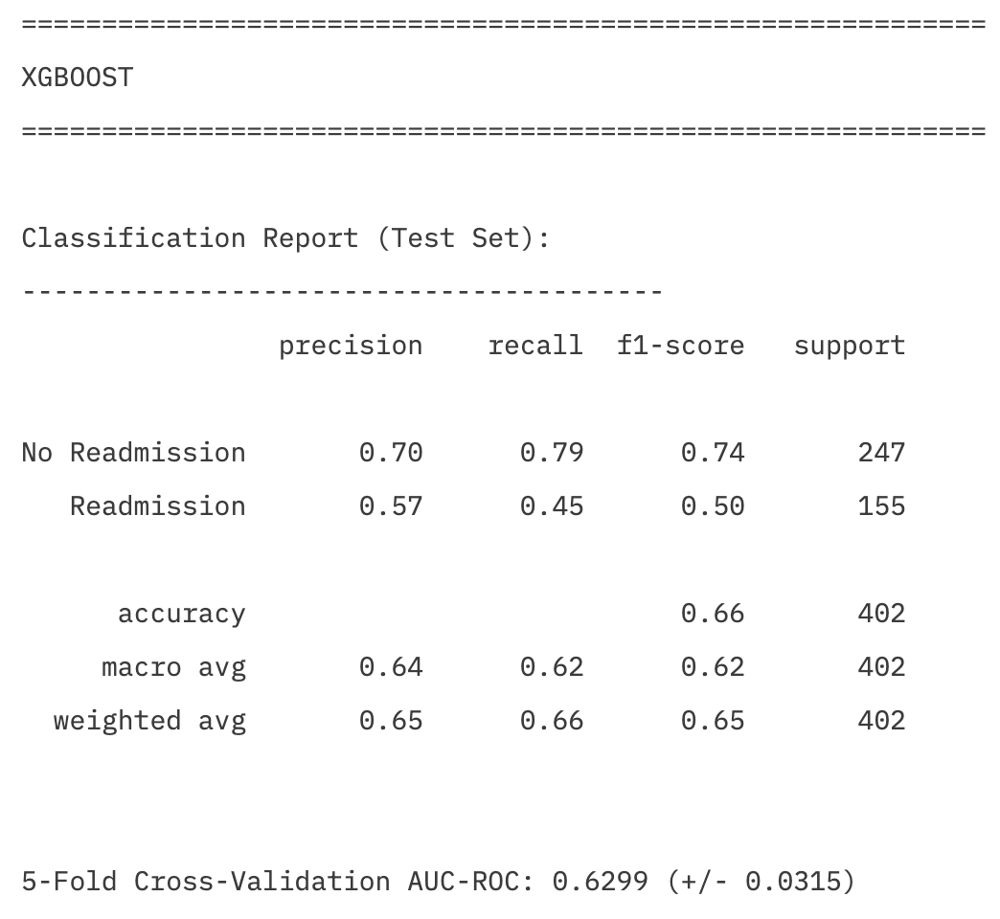 ============================================================
XGBOOST
============================================================
Classification Report (Test Set):
----------------------------------------
precision recall f1-score support
No Readmission 0.70 0.79 0.74 247
Readmission 0.57 0.45 0.50 155
accuracy 0.66 402
macro avg 0.64 0.62 0.62 402
weighted avg 0.65 0.66 0.65 402
5-Fold Cross-Validation AUC-ROC: 0.6299 (+/- 0.0315)